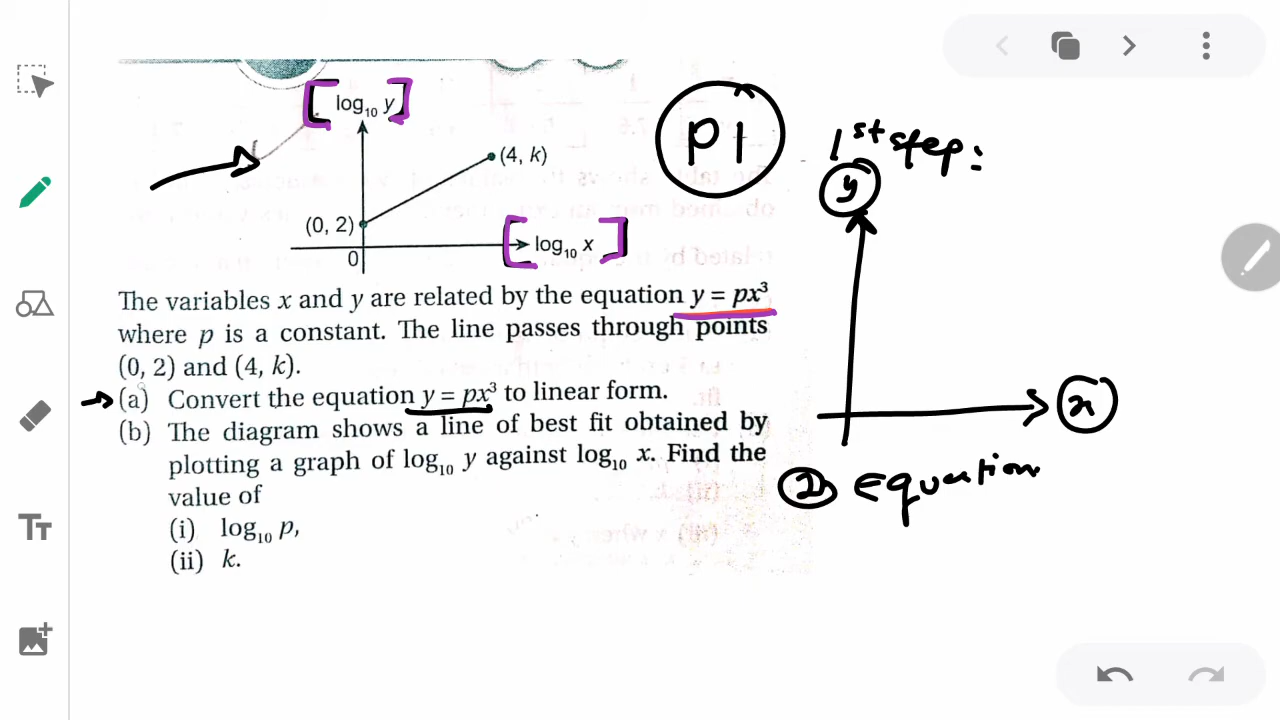 log₁₀ y
(4, k)
(0, 2)
log₁₀ x
0
The variables x and y are related by the equation y = px³
where p is a constant. The line passes through points
(0, 2) and (4, k).
(a) Convert the equation y = px³ to linear form.
(b) The diagram shows a line of best fit obtained by
plotting a graph of log₁₀ y against log₁₀ x. Find the
value of
(i) log₁₀ p,
(ii) k.
P1
1st step:
y
x
2 Equation
Tт